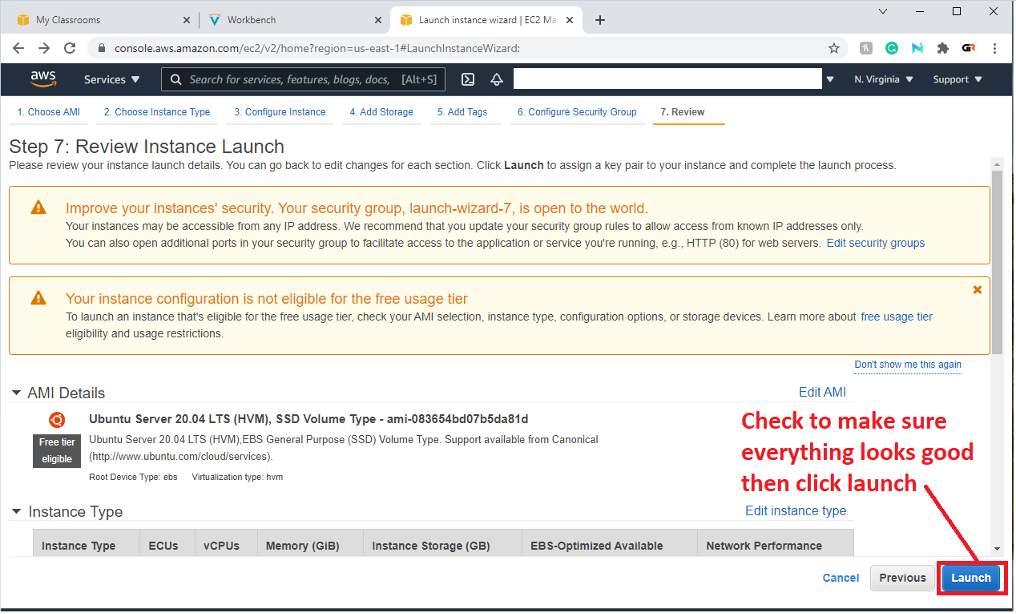 My Classrooms
Workbench
Launch instance wizard | EC2 Ma
console.aws.amazon.com/ec2/v2/home?region=us-east-1#LaunchInstanceWizard:
aws
Services
Search for services, features, blogs, docs, [Alt+S]
N. Virginia
Support
1. Choose AMI
2. Choose Instance Type
3. Configure Instance
4. Add Storage
5. Add Tags
6. Configure Security Group
7. Review
Step 7: Review Instance Launch
Please review your instance launch details. You can go back to edit changes for each section. Click Launch to assign a key pair to your instance and complete the launch process.
Improve your instances' security. Your security group, launch-wizard-7, is open to the world.
Your instances may be accessible from any IP address. We recommend that you update your security group rules to allow access from known IP addresses only.
You can also open additional ports in your security group to facilitate access to the application or service you're running, e.g., HTTP (80) for web servers. Edit security groups
Your instance configuration is not eligible for the free usage tier
To launch an instance that's eligible for the free usage tier, check your AMI selection, instance type, configuration options, or storage devices. Learn more about free usage tier
eligibility and usage restrictions.
Don't show me this again
AMI Details
Edit AMI
Ubuntu Server 20.04 LTS (HVM), SSD Volume Type - ami-083654bd07b5da81d
Free tier
eligible
Ubuntu Server 20.04 LTS (HVM),EBS General Purpose (SSD) Volume Type. Support available from Canonical
(http://www.ubuntu.com/cloud/services).
Root Device Type: ebs Virtualization type: hvm
Check to make sure
everything looks good
then click launch
Instance Type
Edit instance type
Instance Type
ECUs
vCPUs
Memory (GiB)
Instance Storage (GB)
EBS-Optimized Available
Network Performance
Cancel
Previous
Launch